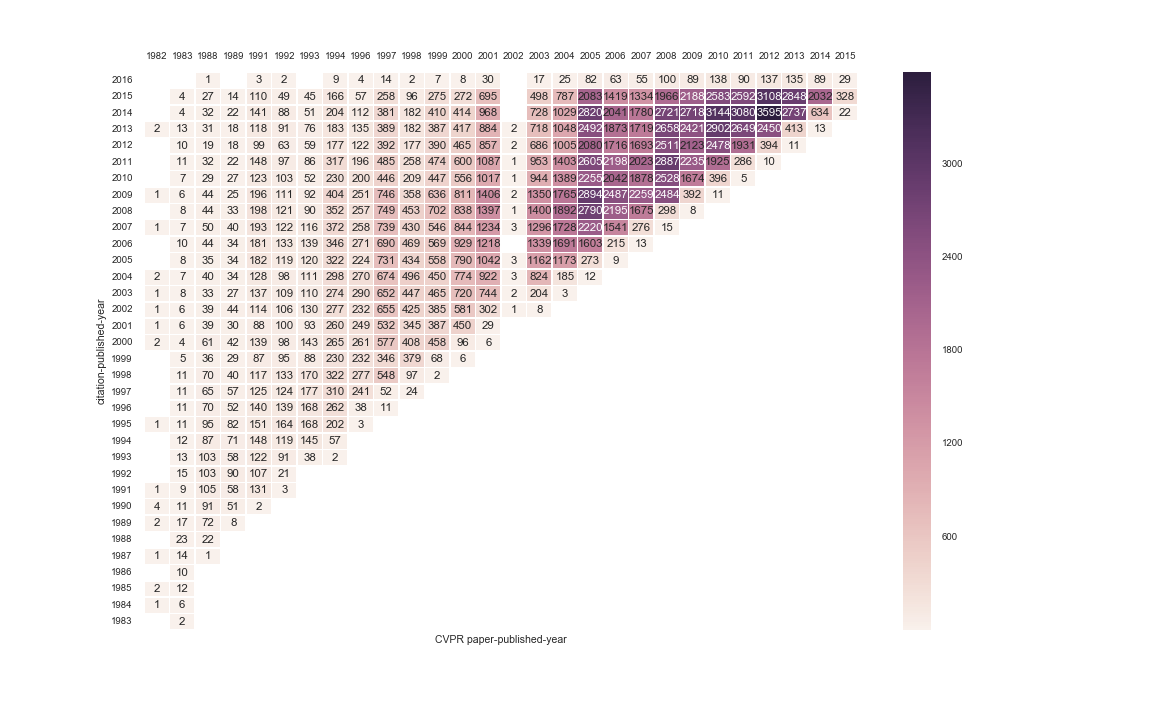 1982 1983 1988 1989 1991 1992 1993 1994 1996 1997 1998 1999 2000 2001 2002 2003 2004 2005 2006 2007 2008 2009 2010 2011 2012 2013 2014 2015
2016 1 3 2 9 4 14 2 7 8 30 17 25 82 63 55 100 89 138 90 137 135 89 29
2015 4 27 14 110 49 45 166 57 258 96 275 272 695 498 787 2083 1419 1334 1966 2188 2583 2592 3108 2848 2032 328
2014 4 32 22 141 88 51 204 112 381 182 410 414 968 728 1029 2820 2041 1780 2721 2718 3144 3080 3595 2737 634 22
2013 2 13 31 18 118 91 76 183 135 389 182 387 417 884 2 718 1048 2492 1873 1719 2658 2421 2902 2649 2450 413 13
2012 10 19 18 99 63 59 177 122 392 177 390 465 857 2 686 1005 2080 1716 1693 2511 2123 2478 1931 394 11
2011 11 32 22 148 97 86 317 196 485 258 474 600 1087 1 953 1403 2605 2198 2023 2887 2235 1925 286 10
2010 7 29 27 123 103 52 230 200 446 209 447 556 1017 1 944 1389 2255 2042 1878 2528 1674 396 5
2009 1 6 44 25 196 111 92 404 251 746 358 636 811 1406 2 1350 1765 2894 2487 2259 2484 392 11
2008 8 44 33 198 121 90 352 257 749 453 702 838 1397 1 1400 1892 2790 2195 1675 298 8
2007 1 7 50 40 193 122 116 372 258 739 430 546 844 1234 3 1296 1728 2220 1541 276 15
2006 10 44 34 181 133 139 346 271 690 469 569 929 1218 1339 1691 1603 215 13
2005 8 35 34 182 119 120 322 224 731 434 558 790 1042 3 1162 1173 273 9
2004 2 7 40 34 128 98 111 298 270 674 496 450 774 922 3 824 185 12
2003 1 8 33 27 137 109 110 274 290 652 447 465 720 744 2 204 3
2002 1 6 39 44 114 106 130 277 232 655 425 385 581 302 1 8
2001 1 6 39 30 88 100 93 260 249 532 345 387 450 29
2000 2 4 61 42 139 98 143 265 261 577 408 458 96 6
1999 5 36 29 87 95 88 230 232 346 379 68 6
1998 11 70 40 117 133 170 322 277 548 97 2
1997 11 65 57 125 124 177 310 241 52 24
1996 11 70 52 140 139 168 262 38 11
1995 1 11 95 82 151 164 168 202 3
1994 12 87 71 148 119 145 57
1993 13 103 58 122 91 38 2
1992 15 103 90 107 21
1991 1 9 105 58 131 3
1990 4 11 91 51 2
1989 2 17 72 8
1988 23 22
1987 1 14 1
1986 10
1985 2 12
1984 1 6
1983 2
citation-published-year
CVPR paper-published-year
3000
2400
1800
1200
600